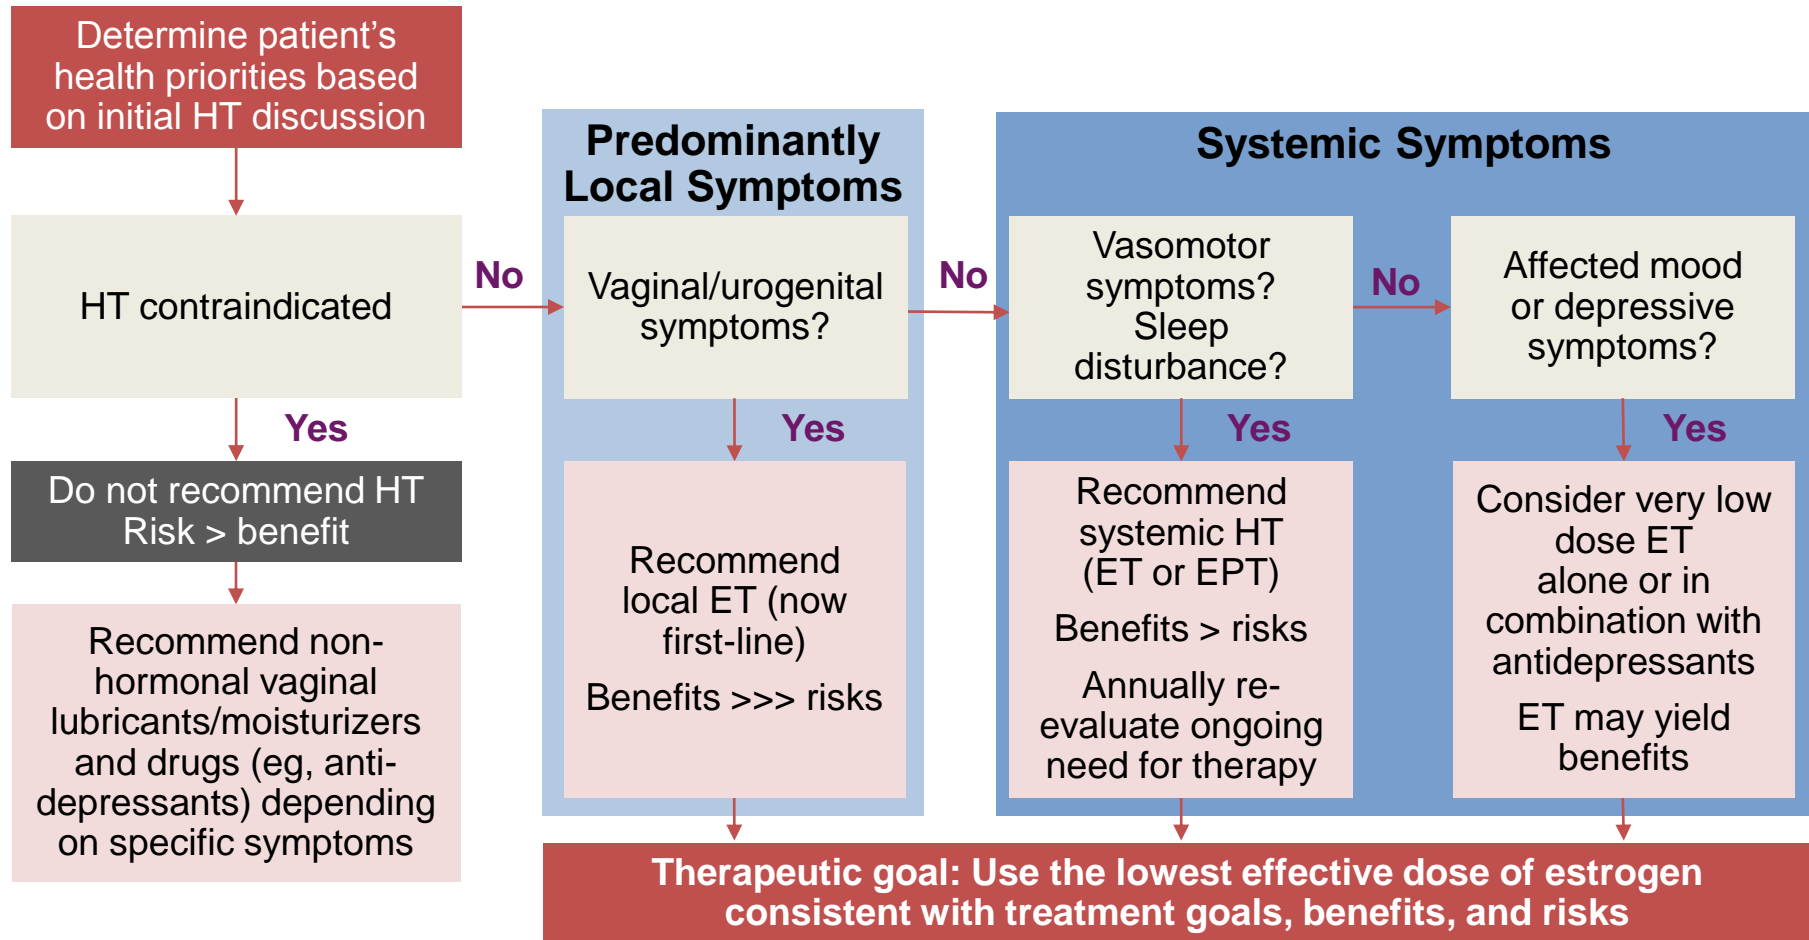 Determine patient’s
health priorities based
on initial HT discussion
HT contraindicated
No
Yes
Do not recommend HT
Risk > benefit
Recommend non-
hormonal vaginal
lubricants/moisturizers
and drugs (eg, anti-
depressants) depending
on specific symptoms
Predominantly
Local Symptoms
Vaginal/urogenital
symptoms?
No
Yes
Recommend
local ET (now
first-line)
Benefits >>> risks
Systemic Symptoms
Vasomotor
symptoms?
Sleep
disturbance?
No
Yes
Recommend
systemic HT
(ET or EPT)
Benefits > risks
Annually re-
evaluate ongoing
need for therapy
Affected mood
or depressive
symptoms?
Yes
Consider very low
dose ET
alone or in
combination with
antidepressants
ET may yield
benefits
Therapeutic goal: Use the lowest effective dose of estrogen
consistent with treatment goals, benefits, and risks